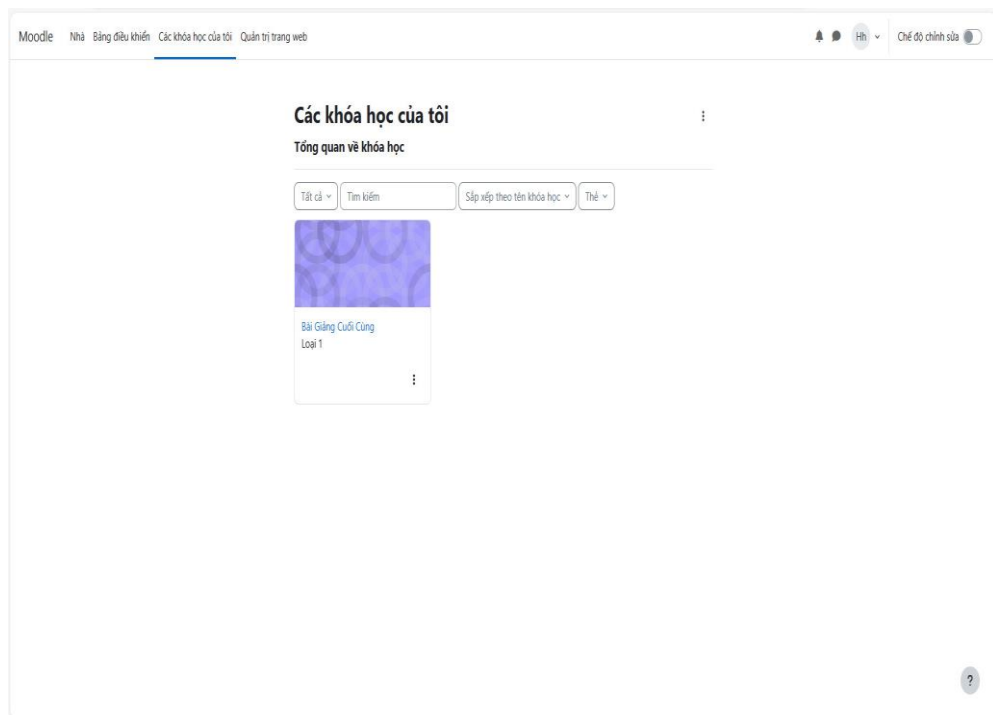 Moodle Nhà Bảng điều khiển Các khóa học của tôi Quản trị trang web Hh Chế độ chỉnh sửa
Các khóa học của tôi
Tổng quan về khóa học
Tất cả Tìm kiếm Sắp xếp theo tên khóa học Thẻ
Bài Giảng Cuối Cùng
Loại 1
?